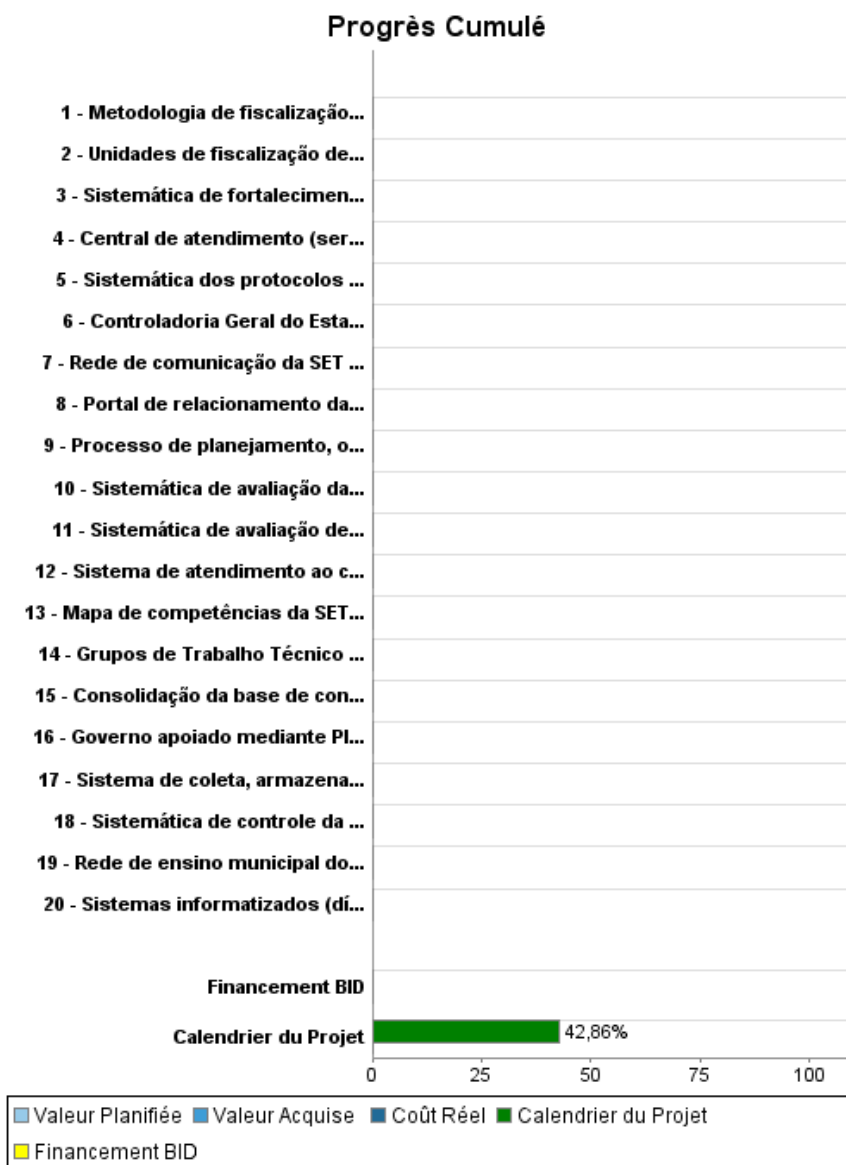 Progrès Cumulé
1 - Metodologia de fiscalização...
2 - Unidades de fiscalização de...
3 - Sistemática de fortalecimen...
4 - Central de atendimento (ser...
5 - Sistemática dos protocolos ...
6 - Controladoria Geral do Esta...
7 - Rede de comunicação da SET ...
8 - Portal de relacionamento da...
9 - Processo de planejamento, o...
10 - Sistemática de avaliação da...
11 - Sistemática de avaliação de...
12 - Sistema de atendimento ao c...
13 - Mapa de competências da SET...
14 - Grupos de Trabalho Técnico ...
15 - Consolidação da base de con...
16 - Governo apoiado mediante Pl...
17 - Sistema de coleta, armazena...
18 - Sistemática de controle da ...
19 - Rede de ensino municipal do...
20 - Sistemas informatizados (dí...
Financement BID
Calendrier du Projet 42,86%
0 25 50 75 100
Valeur Planifiée Valeur Acquise Coût Réel Calendrier du Projet
Financement BID